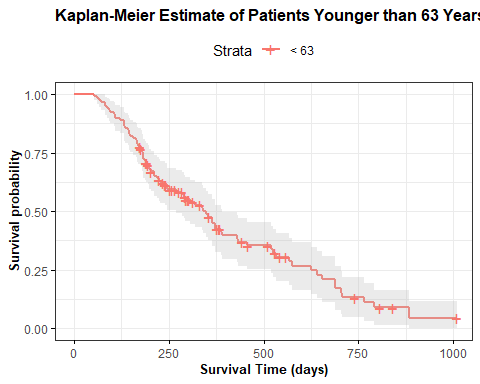 Kaplan-Meier Estimate of Patients Younger than 63 Years
Strata < 63
1.00
0.75
0.50
0.25
0.00
Survival probability
0 250 500 750 1000
Survival Time (days)